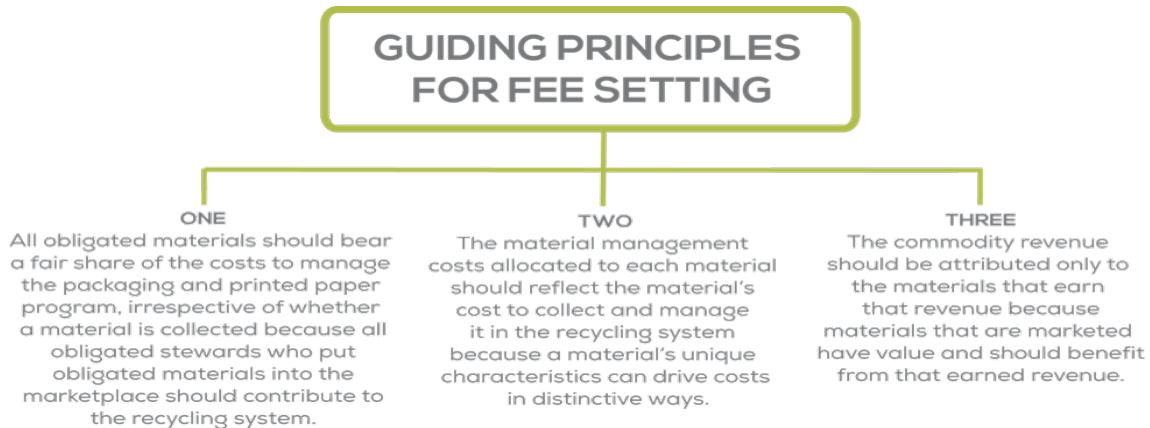 GUIDING PRINCIPLES
FOR FEE SETTING
ONE
All obligated materials should bear
a fair share of the costs to manage
the packaging and printed paper
program, irrespective of whether
a material is collected because all
obligated stewards who put
obligated materials into the
marketplace should contribute to
the recycling system.
TWO
The material management
costs allocated to each material
should reflect the material's
cost to collect and manage
it in the recycling system
because a material's unique
characteristics can drive costs
in distinctive ways.
THREE
The commodity revenue
should be attributed only to
the materials that earn
that revenue because
materials that are marketed
have value and should benefit
from that earned revenue.